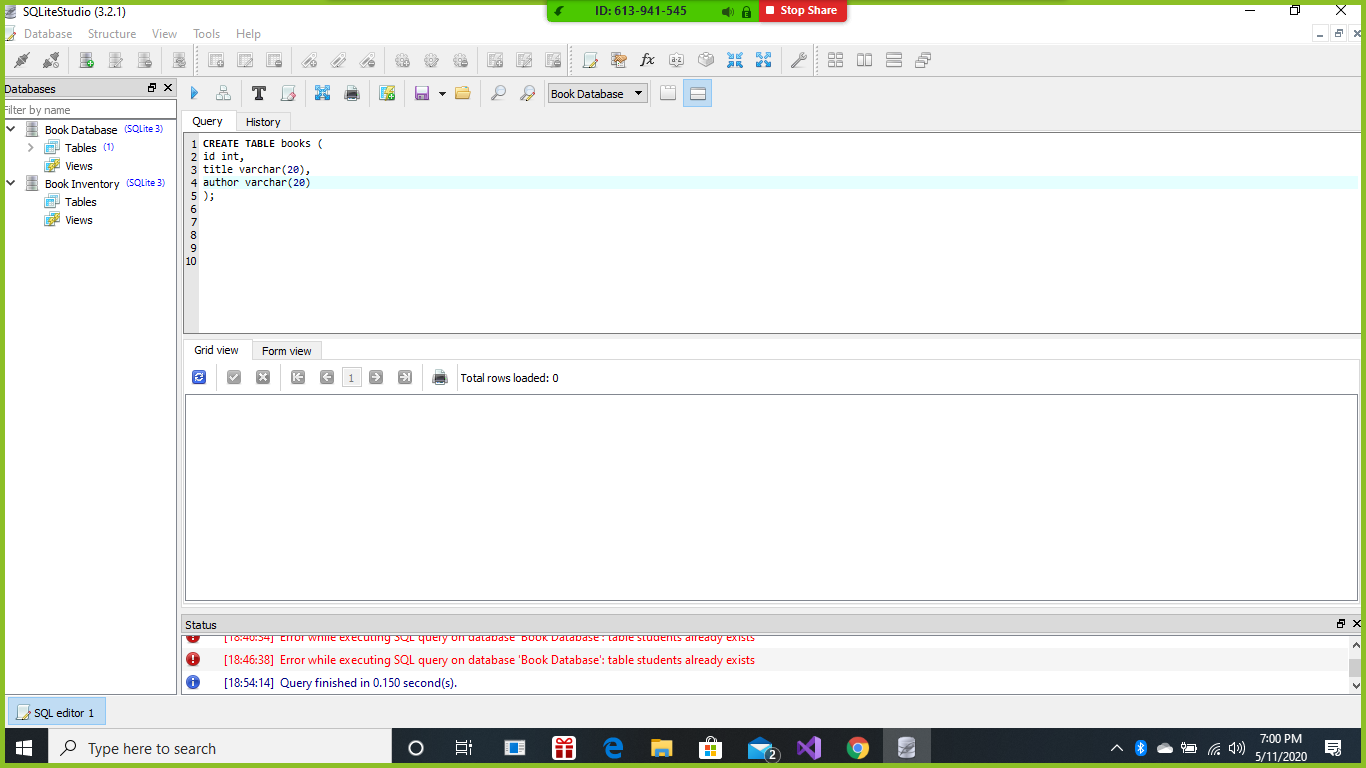 SQLiteStudio (3.2.1)
ID: 613-941-545
Stop Share
Database Structure View Tools Help
Databases
Filter by name
Book Database (SQLite 3)
Tables (1)
Views
Book Inventory (SQLite 3)
Tables
Views
Book Database
Query History
1 CREATE TABLE books (
2 id int,
3 title varchar(20),
4 author varchar(20)
5 );
6
7
8
9
10
Grid view Form view
1 Total rows loaded: 0
Status
[18:46:34] Error while executing SQL query on database 'Book Database': table students already exists
[18:46:38] Error while executing SQL query on database 'Book Database': table students already exists
[18:54:14] Query finished in 0.150 second(s).
SQL editor 1
Type here to search
2
7:00 PM
5/11/2020